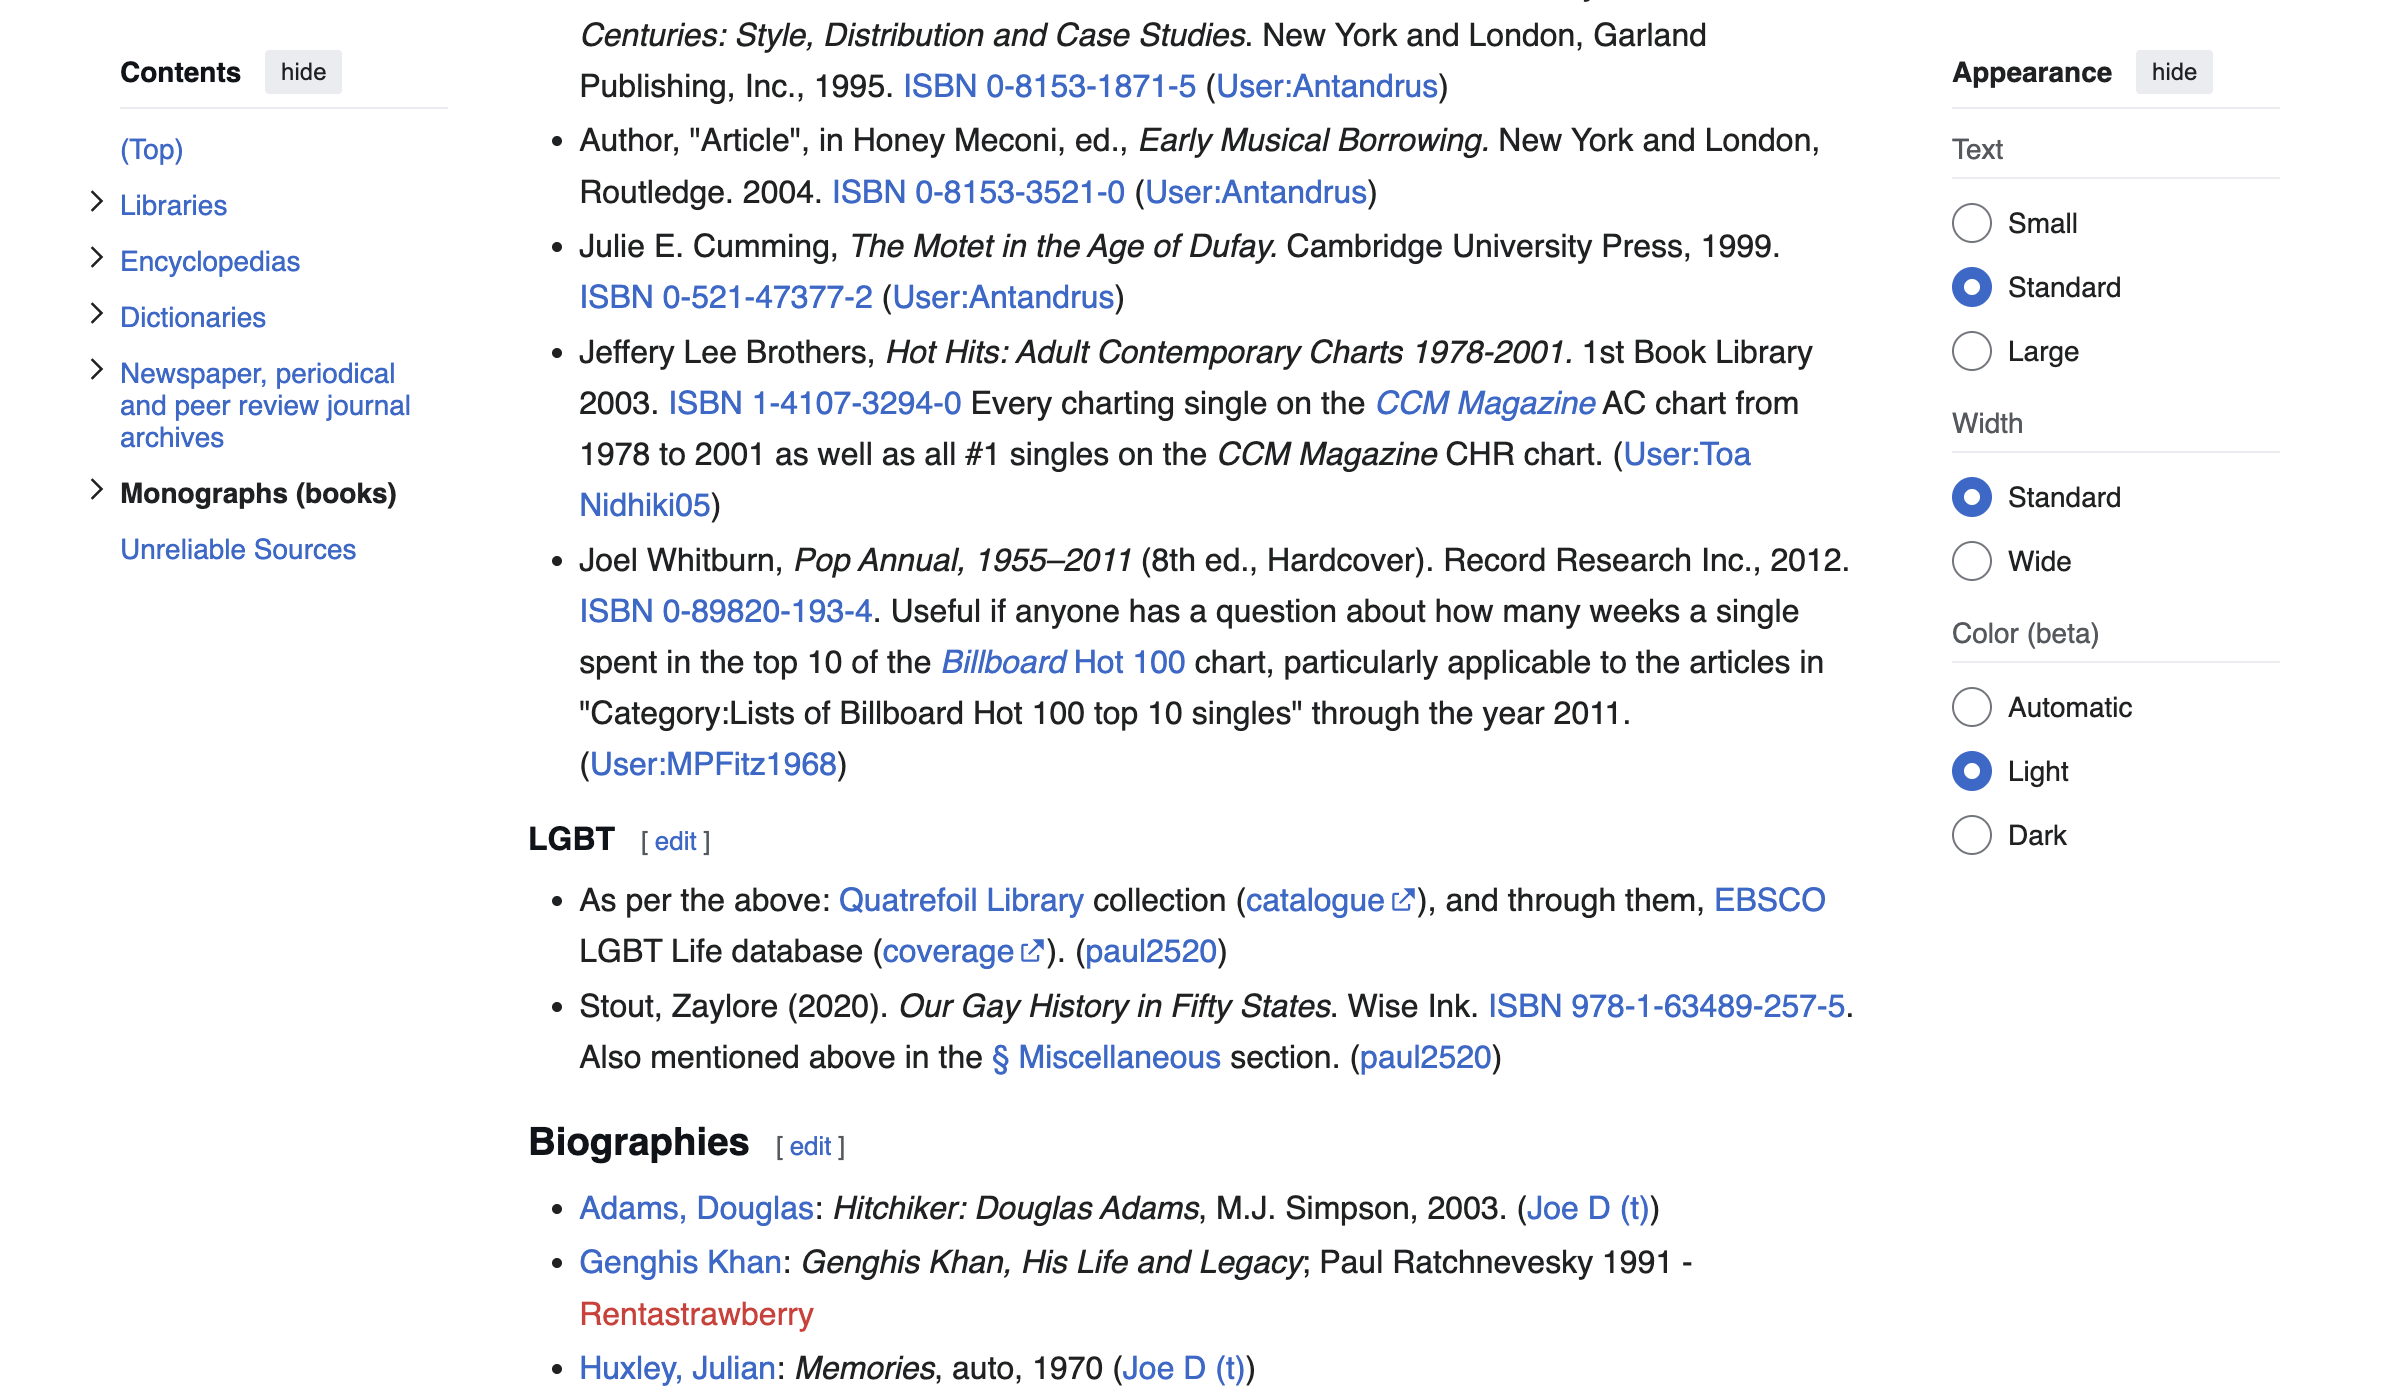 Contents hide
(Top)
Libraries
Encyclopedias
Dictionaries
Newspaper, periodical
and peer review journal
archives
Monographs (books)
Unreliable Sources
Centuries: Style, Distribution and Case Studies. New York and London, Garland
Publishing, Inc., 1995. ISBN 0-8153-1871-5 (User:Antandrus)
• Author, "Article", in Honey Meconi, ed., Early Musical Borrowing. New York and London,
Routledge. 2004. ISBN 0-8153-3521-0 (User:Antandrus)
• Julie E. Cumming, The Motet in the Age of Dufay. Cambridge University Press, 1999.
ISBN 0-521-47377-2 (User:Antandrus)
• Jeffery Lee Brothers, Hot Hits: Adult Contemporary Charts 1978-2001. 1st Book Library
2003. ISBN 1-4107-3294-0 Every charting single on the CCM Magazine AC chart from
1978 to 2001 as well as all #1 singles on the CCM Magazine CHR chart. (User:Toa
Nidhiki05)
• Joel Whitburn, Pop Annual, 1955–2011 (8th ed., Hardcover). Record Research Inc., 2012.
ISBN 0-89820-193-4. Useful if anyone has a question about how many weeks a single
spent in the top 10 of the Billboard Hot 100 chart, particularly applicable to the articles in
"Category:Lists of Billboard Hot 100 top 10 singles" through the year 2011.
(User:MPFitz1968)
LGBT [ edit ]
• As per the above: Quatrefoil Library collection (catalogue), and through them, EBSCO
LGBT Life database (coverage). (paul2520)
• Stout, Zaylore (2020). Our Gay History in Fifty States. Wise Ink. ISBN 978-1-63489-257-5.
Also mentioned above in the § Miscellaneous section. (paul2520)
Biographies [ edit ]
• Adams, Douglas: Hitchiker: Douglas Adams, M.J. Simpson, 2003. (Joe D (t))
• Genghis Khan: Genghis Khan, His Life and Legacy; Paul Ratchnevesky 1991 -
Rentastrawberry
• Huxley, Julian: Memories, auto, 1970 (Joe D (t))
Appearance hide
Text
Small
Standard
Large
Width
Standard
Wide
Color (beta)
Automatic
Light
Dark